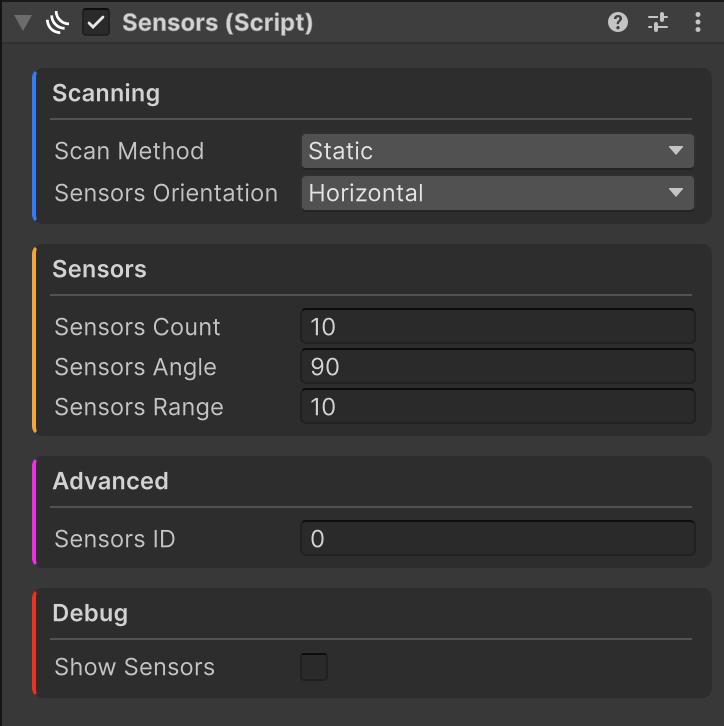 Sensors (Script)
Scanning
Scan Method Static
Sensors Orientation Horizontal
Sensors
Sensors Count 10
Sensors Angle 90
Sensors Range 10
Advanced
Sensors ID 0
Debug
Show Sensors